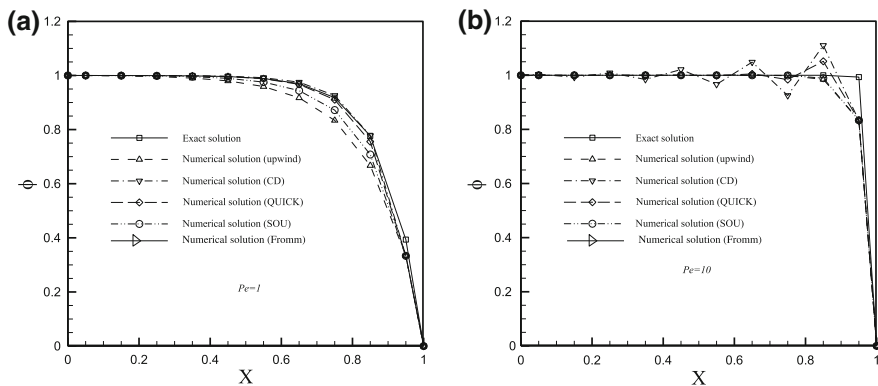 (a)
1.2
1
0.8
0.6
0.4
0.2
0
ϕ
Exact solution
Numerical solution (upwind)
Numerical solution (CD)
Numerical solution (QUICK)
Numerical solution (SOU)
Numerical solution (Fromm)
Pe=1
0 0.2 0.4 0.6 0.8 1
X
(b)
1.2
1.0
0.8
0.6
0.4
0.2
0
ϕ
Exact solution
Numerical solution (upwind)
Numerical solution (CD)
Numerical solution (QUICK)
Numerical solution (SOU)
Numerical solution (Fromm)
Pe=10
0 0.2 0.4 0.6 0.8 1
X